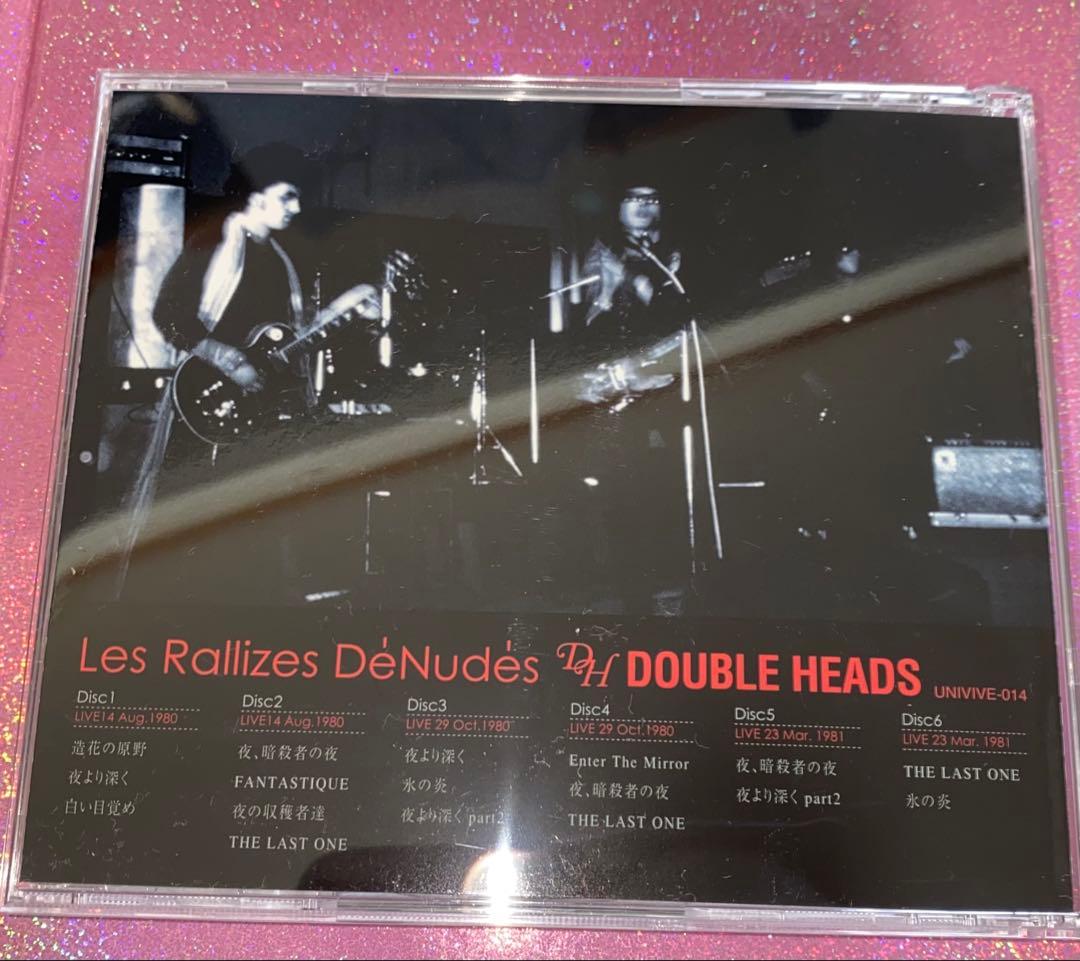 Les Rallizes DéNudés DH DOUBLE HEADS UNIVIVE-014
Disc1
LIVE14 Aug.1980
造花の原野
夜より深く
白い目覚め
Disc2
LIVE14 Aug.1980
夜、暗殺者の夜
FANTASTIQUE
夜の収穫者達
THE LAST ONE
Disc3
LIVE 29 Oct.1980
夜より深く
氷の炎
夜より深く part2
Disc4
LIVE 29 Oct.1980
Enter The Mirror
夜、暗殺者の夜
THE LAST ONE
Disc5
LIVE 23 Mar. 1981
夜、暗殺者の夜
夜より深く part2
Disc6
LIVE 23 Mar. 1981
THE LAST ONE
氷の炎